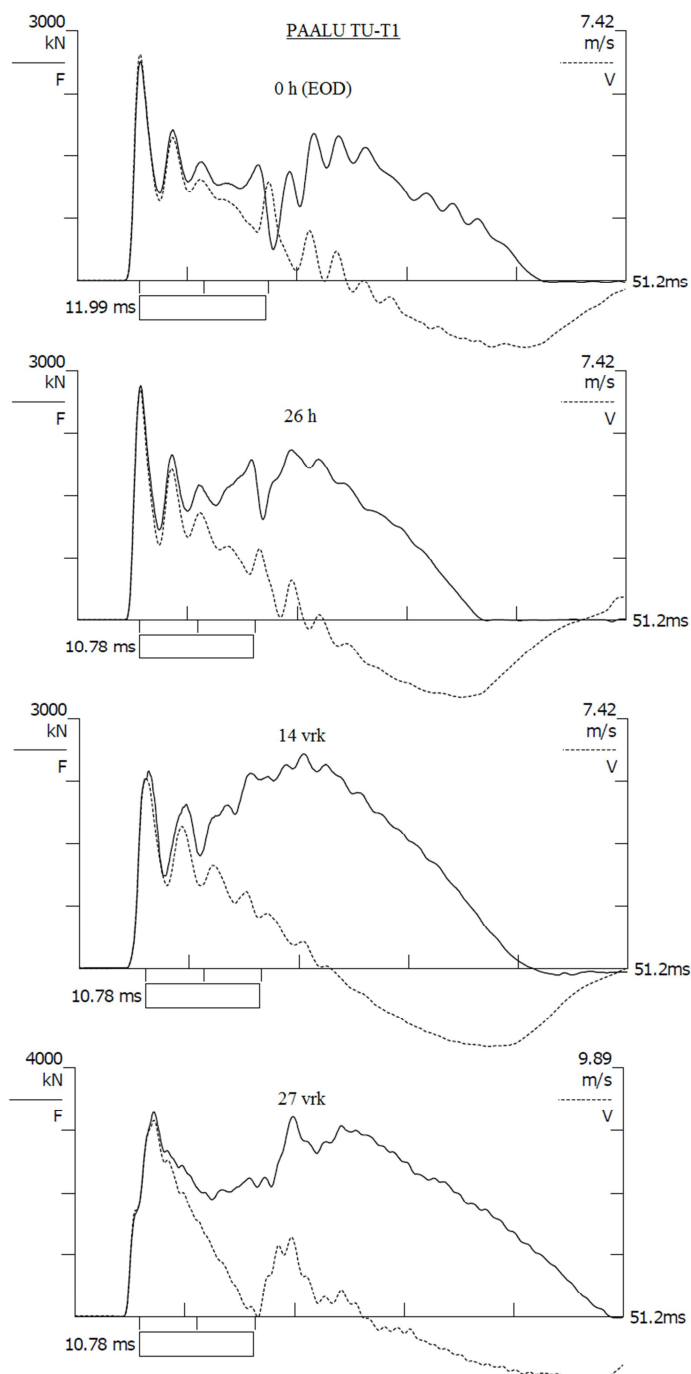 PAALU TU-T1
3000
kN
F
7.42
m/s
V
0 h (EOD)
51.2ms
11.99 ms
3000
kN
F
7.42
m/s
V
26 h
51.2ms
10.78 ms
3000
kN
F
7.42
m/s
V
14 vrk
51.2ms
10.78 ms
4000
kN
F
9.89
m/s
V
27 vrk
51.2ms
10.78 ms